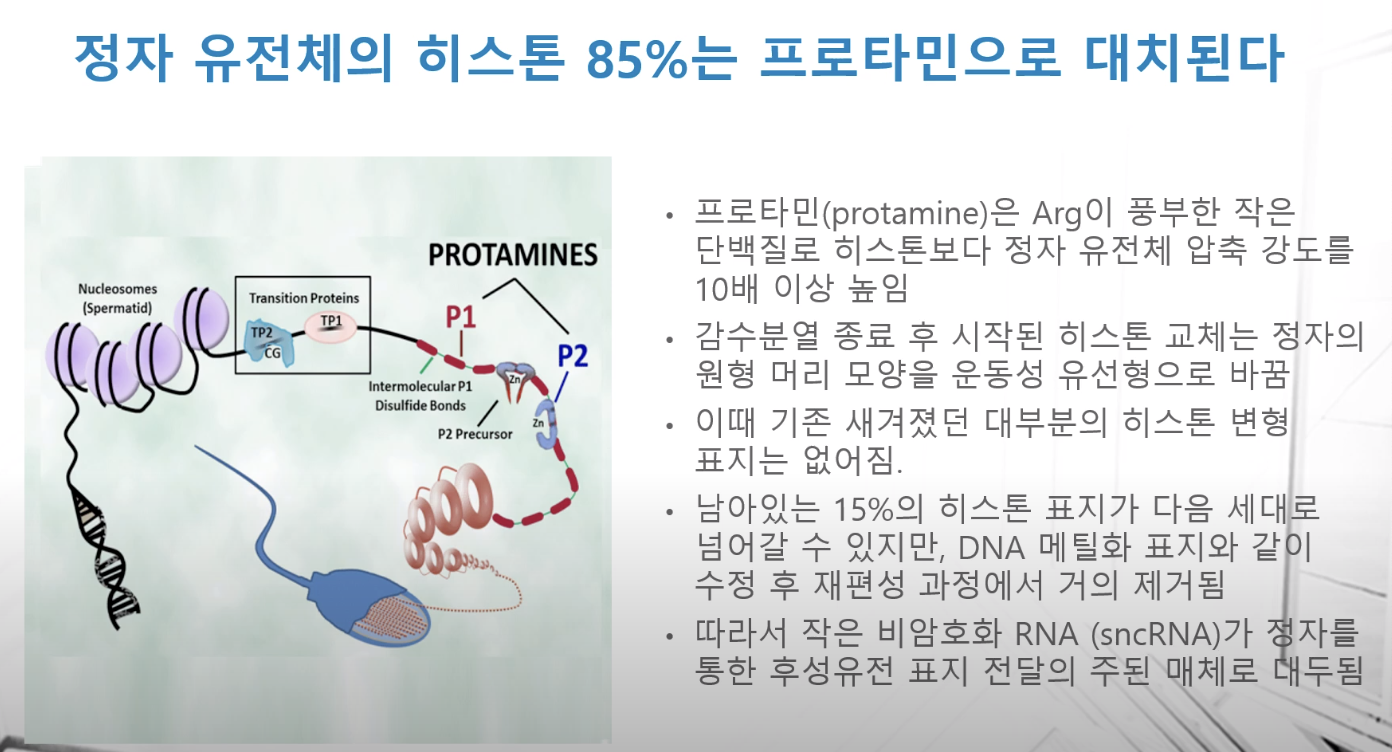 정자 유전체의 히스톤 85%는 프로타민으로 대치된다
PROTAMINES
Nucleosomes
(Spermatid)
Transition Proteins
TP2
CG
TP1
P1
P2
Intermolecular P1
Disulfide Bonds
Zn
P2 Precursor
Zn
• 프로타민(protamine)은 Arg이 풍부한 작은
단백질로 히스톤보다 정자 유전체 압축 강도를
10배 이상 높임
• 감수분열 종료 후 시작된 히스톤 교체는 정자의
원형 머리 모양을 운동성 유선형으로 바꿈
• 이때 기존 새겨졌던 대부분의 히스톤 변형
표지는 없어짐.
• 남아있는 15%의 히스톤 표지가 다음 세대로
넘어갈 수 있지만, DNA 메틸화 표지와 같이
수정 후 재편성 과정에서 거의 제거됨
• 따라서 작은 비암호화 RNA (sncRNA)가 정자를
통한 후성유전 표지 전달의 주된 매체로 대두됨